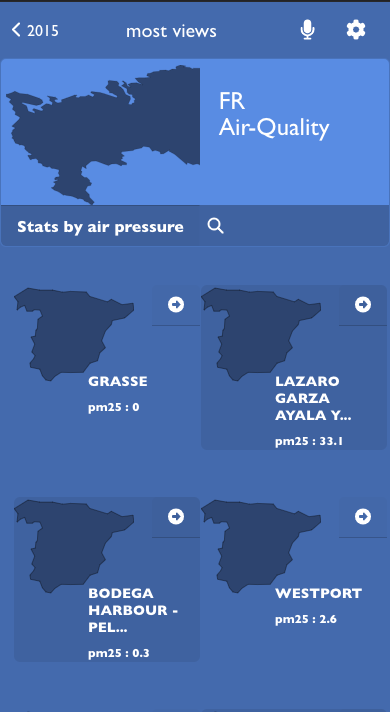 2015
most views
FR
Air-Quality
Stats by air pressure
GRASSE
pm25 : 0
LAZARO
GARZA
AYALA Y...
pm25 : 33.1
BODEGA
HARBOUR -
PEL...
pm25 : 0.3
WESTPORT
pm25 : 2.6